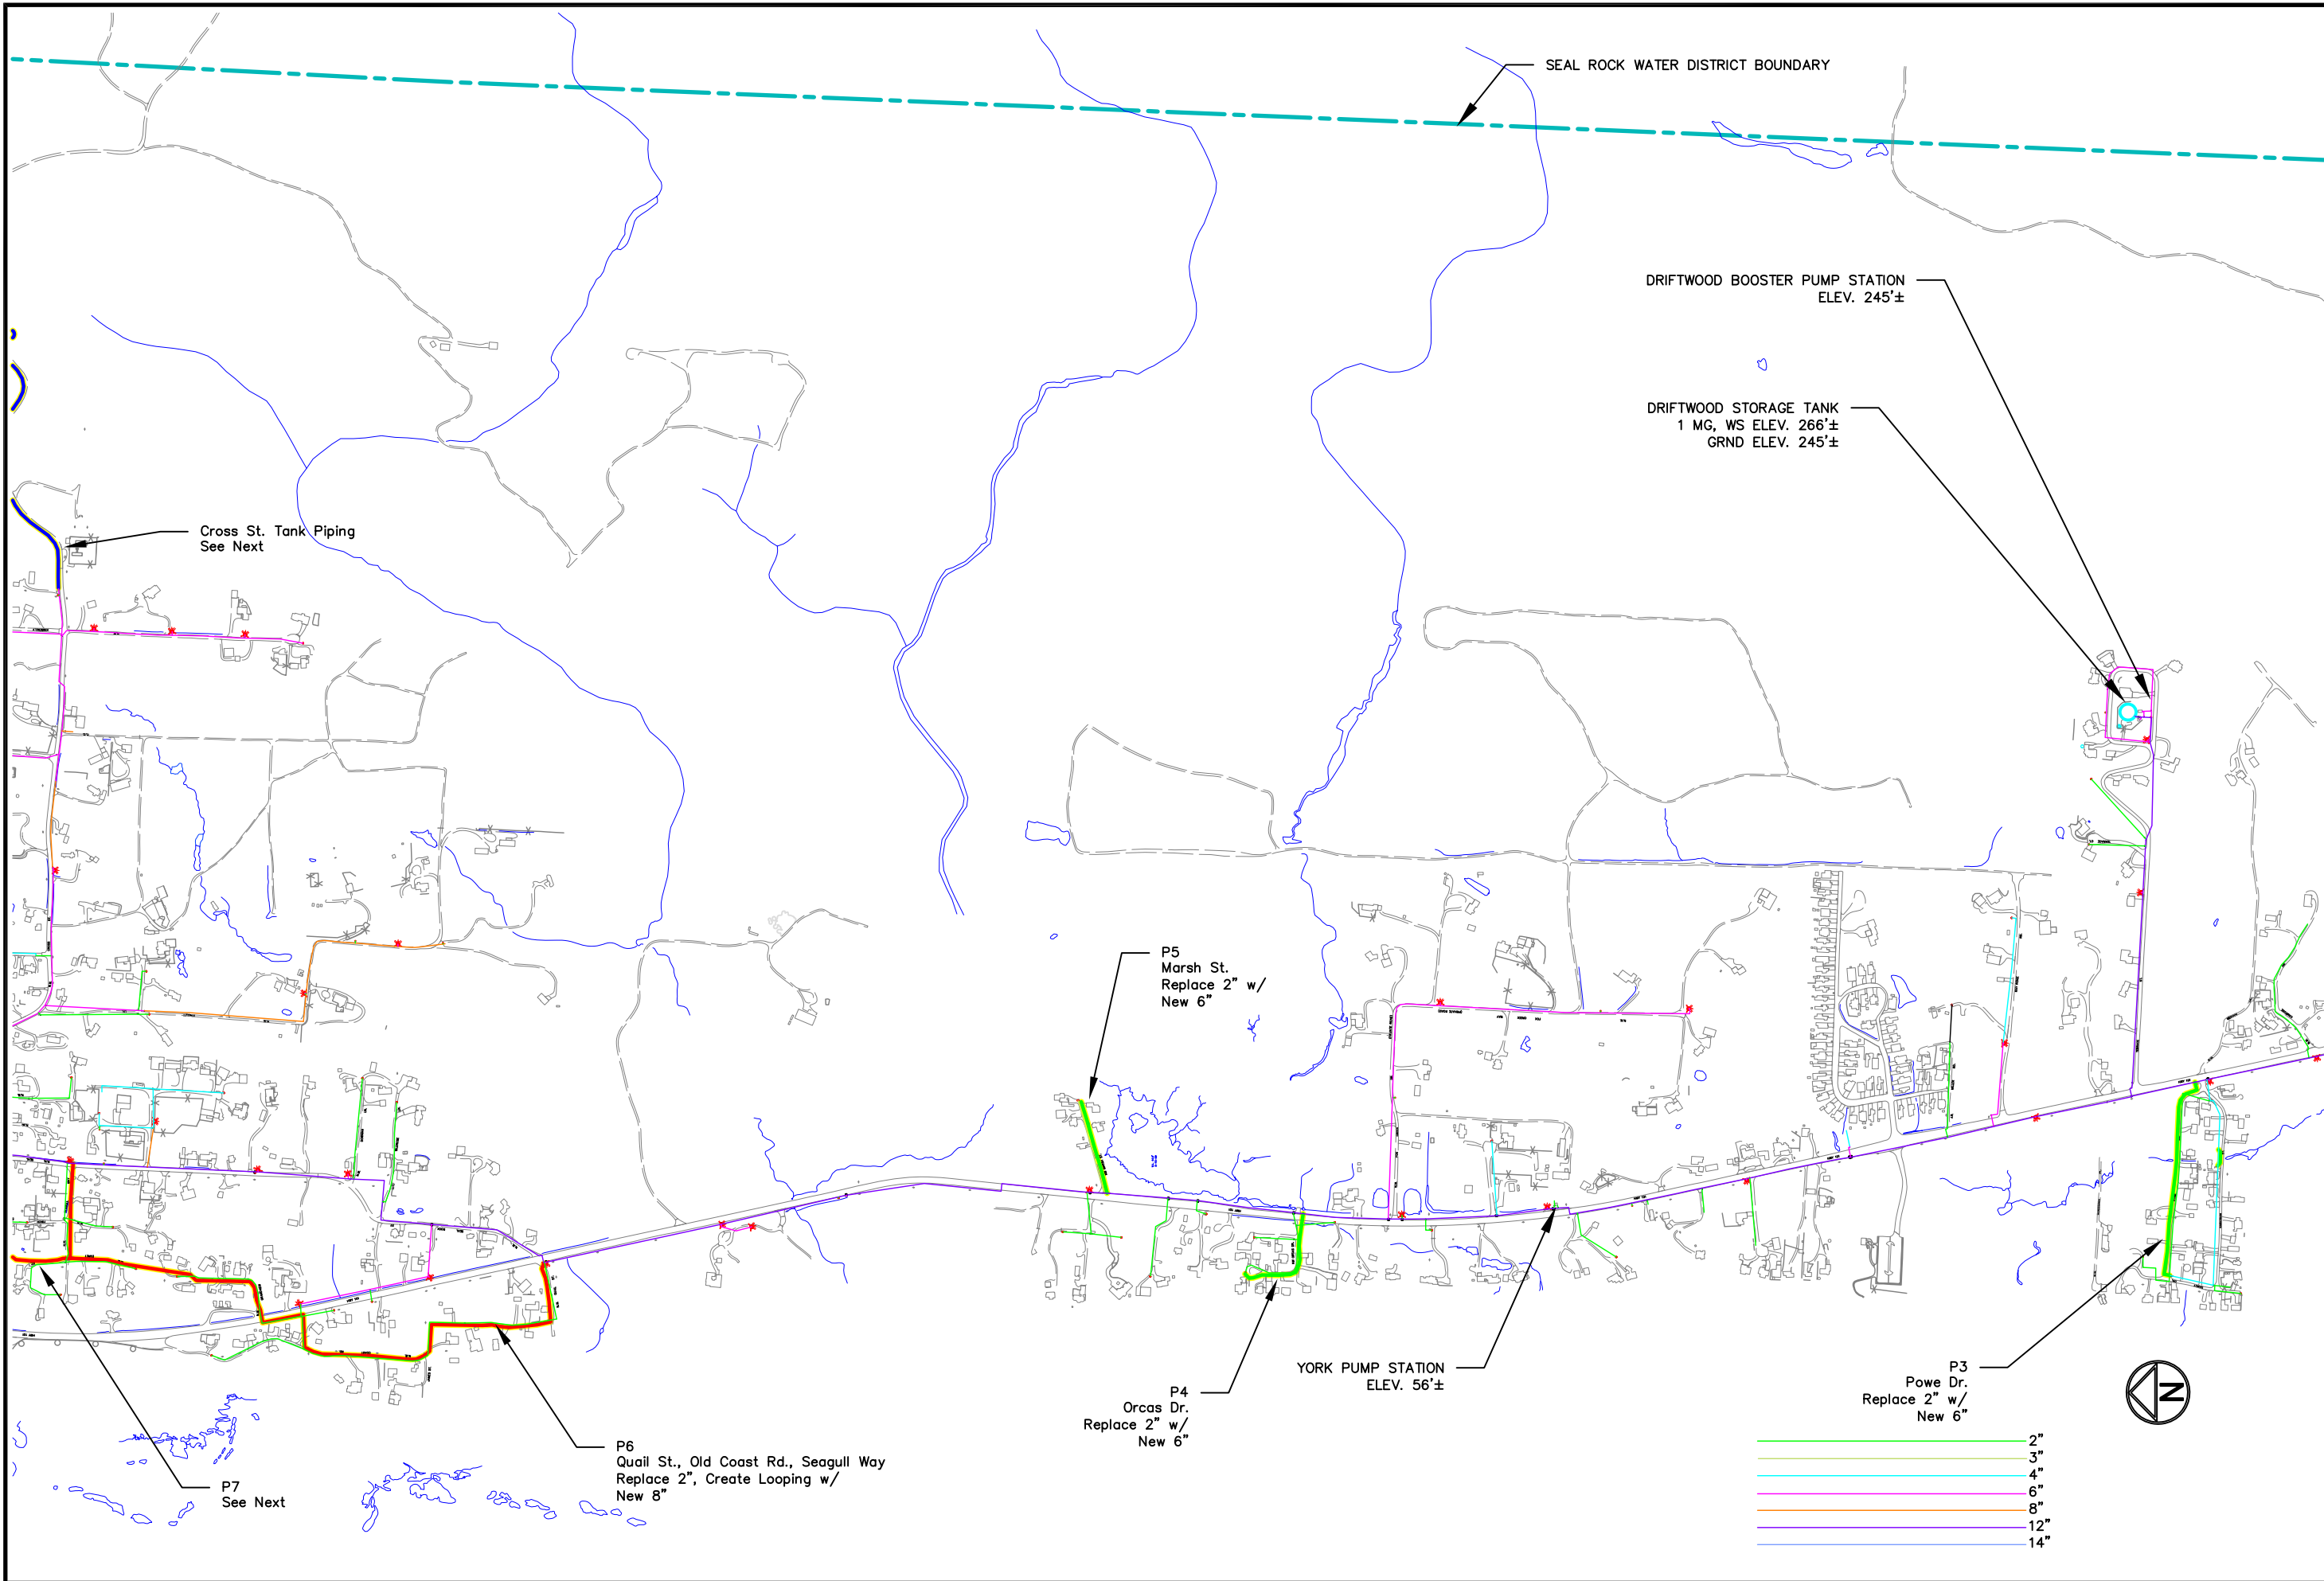 SEAL ROCK WATER DISTRICT BOUNDARY
DRIFTWOOD BOOSTER PUMP STATION
ELEV. 245'±
DRIFTWOOD STORAGE TANK
1 MG, WS ELEV. 266'±
GRND ELEV. 245'±
Cross St. Tank Piping
See Next
P5
Marsh St.
Replace 2" w/
New 6"
YORK PUMP STATION
ELEV. 56'±
P4
Orcas Dr.
Replace 2" w/
New 6"
P3
Powe Dr.
Replace 2" w/
New 6"
P6
Quail St., Old Coast Rd., Seagull Way
Replace 2", Create Looping w/
New 8"
P7
See Next
N
2"
3"
4"
6"
8"
12"
14"